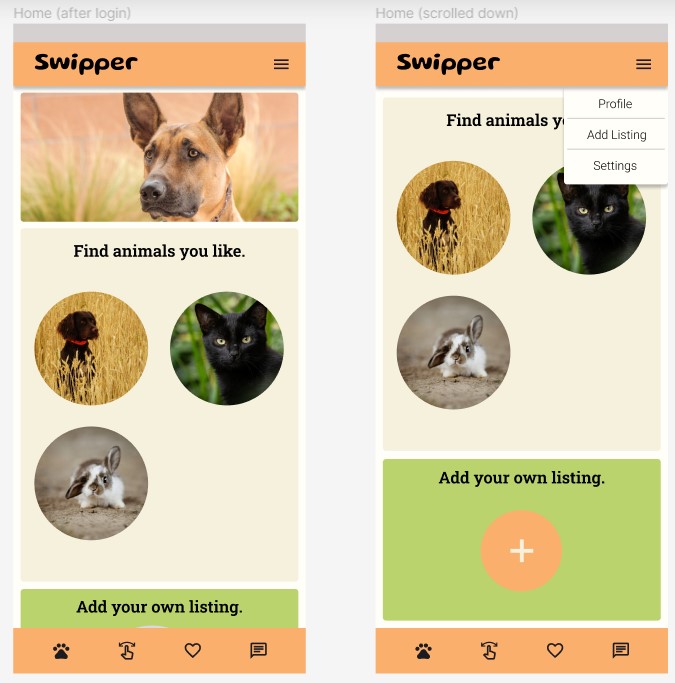 Home (after login)
Swipper
Find animals you like.
Add your own listing.
Home (scrolled down)
Swipper
Profile
Add Listing
Settings
Find animals yo
Add your own listing.